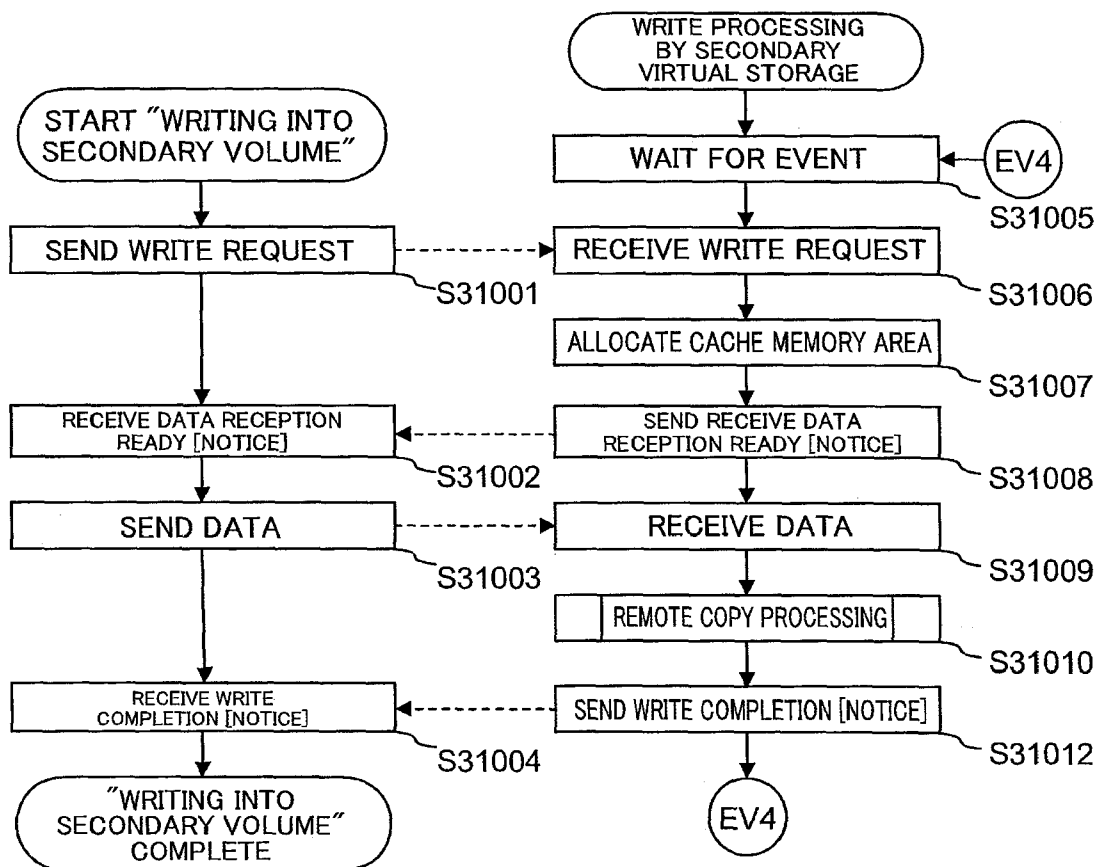 START "WRITING INTO
SECONDARY VOLUME"
SEND WRITE REQUEST
S31001
RECEIVE DATA RECEPTION
READY [NOTICE]
S31002
SEND DATA
S31003
RECEIVE WRITE
COMPLETION [NOTICE]
S31004
"WRITING INTO
SECONDARY VOLUME"
COMPLETE
WRITE PROCESSING
BY SECONDARY
VIRTUAL STORAGE
WAIT FOR EVENT
EV4
S31005
RECEIVE WRITE REQUEST
S31006
ALLOCATE CACHE MEMORY AREA
S31007
SEND RECEIVE DATA
RECEPTION READY [NOTICE]
S31008
RECEIVE DATA
S31009
REMOTE COPY PROCESSING
S31010
SEND WRITE COMPLETION [NOTICE]
S31012
EV4